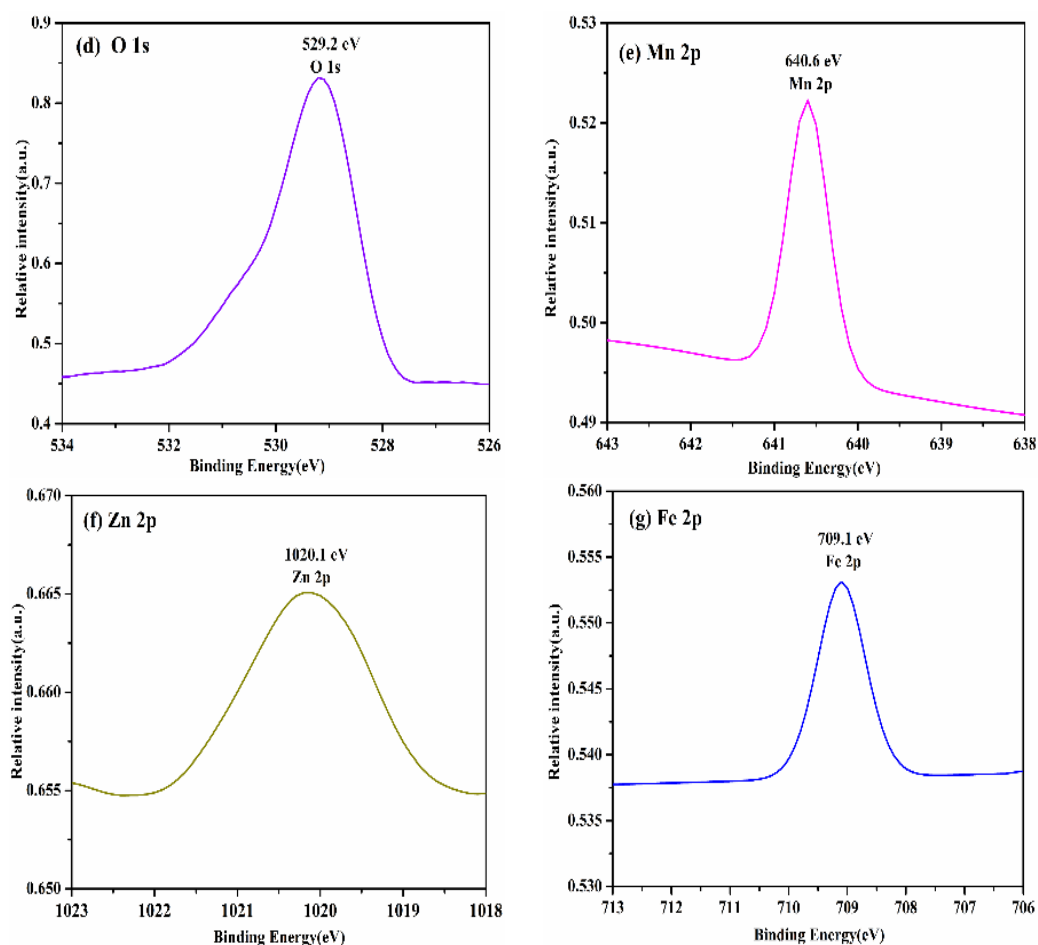 (d) O 1s
529.2 eV
O 1s
0.9
0.8
0.7
0.6
0.5
0.4
Relative intensity(a.u.)
534 532 530 528 526
Binding Energy(eV)
(e) Mn 2p
640.6 eV
Mn 2p
0.53
0.52
0.51
0.50
0.49
Relative intensity(a.u.)
643 642 641 640 639 638
Binding Energy(eV)
(f) Zn 2p
1020.1 eV
Zn 2p
0.670
0.665
0.660
0.655
0.650
Relative intensity(a.u.)
1023 1022 1021 1020 1019 1018
Binding Energy(eV)
(g) Fe 2p
709.1 eV
Fe 2p
0.560
0.555
0.550
0.545
0.540
0.535
0.530
Relative intensity(a.u.)
713 712 711 710 709 708 707 706
Binding Energy(eV)